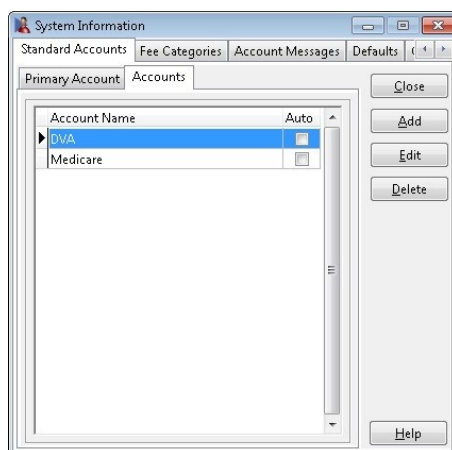 System Information
Standard Accounts Fee Categories Account Messages Defaults
Primary Account Accounts
Close
Account Name Auto
Add
DVA
Medicare
Edit
Delete
Help